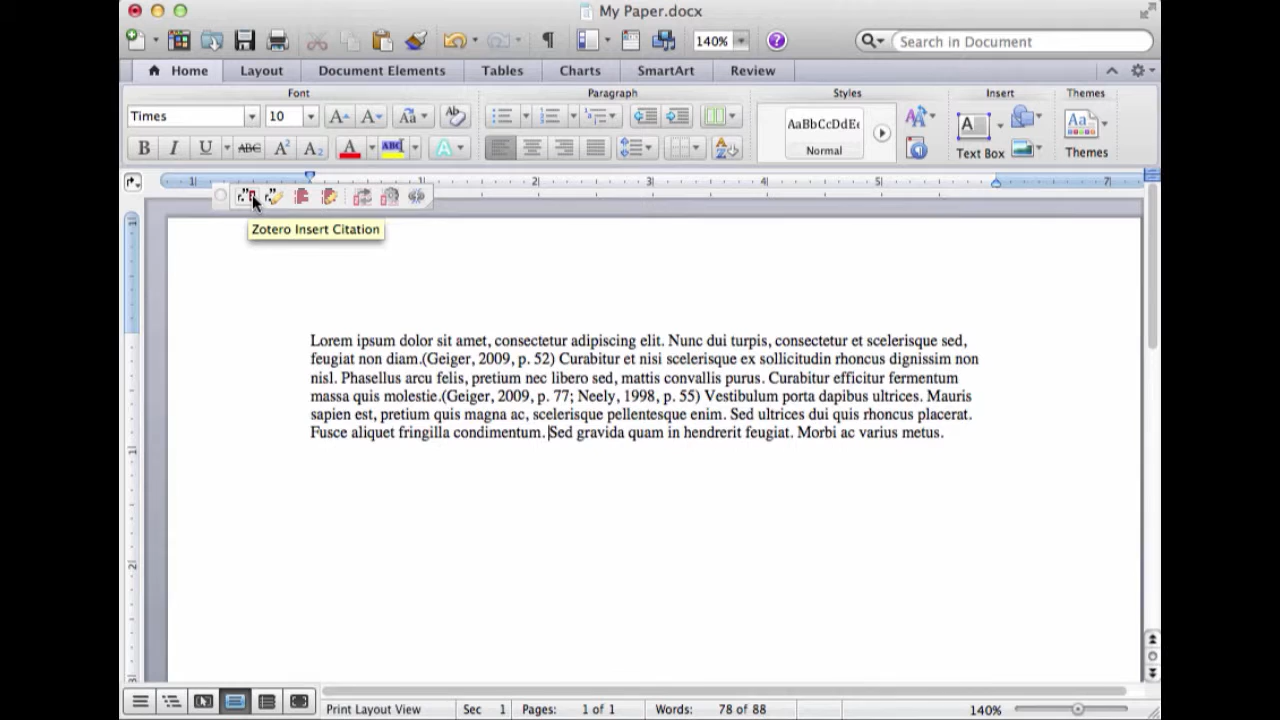 My Paper.docx
140%
Search in Document
Home Layout Document Elements Tables Charts SmartArt Review
Font Paragraph Styles Insert Themes
Times 10
AaBbCcDdE
Normal
Text Box Themes
B I U ABC A² A₂ A ABC A
Zotero Insert Citation
Lorem ipsum dolor sit amet, consectetur adipiscing elit. Nunc dui turpis, consectetur et scelerisque sed,
feugiat non diam.(Geiger, 2009, p. 52) Curabitur et nisi scelerisque ex sollicitudin rhoncus dignissim non
nisl. Phasellus arcu felis, pretium nec libero sed, mattis convallis purus. Curabitur efficitur fermentum
massa quis molestie.(Geiger, 2009, p. 77; Neely, 1998, p. 55) Vestibulum porta dapibus ultrices. Mauris
sapien est, pretium quis magna ac, scelerisque pellentesque enim. Sed ultrices dui quis rhoncus placerat.
Fusce aliquet fringilla condimentum. Sed gravida quam in hendrerit feugiat. Morbi ac varius metus.
Print Layout View Sec 1 Pages: 1 of 1 Words: 78 of 88 140%